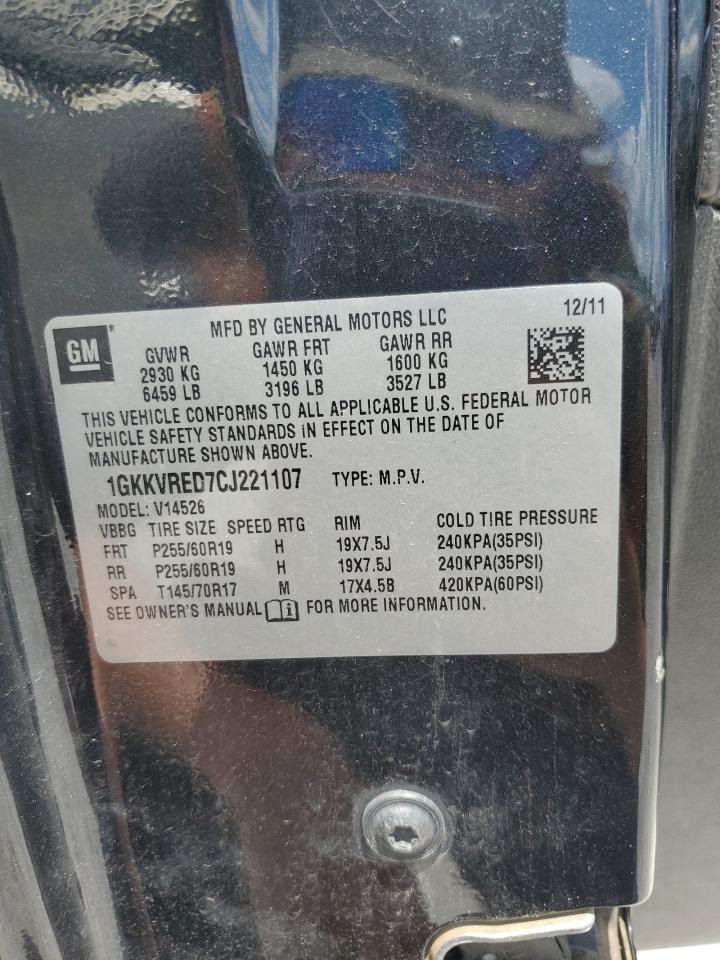 12/11
MFD BY GENERAL MOTORS LLC
GM®
GVWR GAWR FRT GAWR RR
2930 KG 1450 KG 1600 KG
6459 LB 3196 LB 3527 LB
THIS VEHICLE CONFORMS TO ALL APPLICABLE U.S. FEDERAL MOTOR
VEHICLE SAFETY STANDARDS IN EFFECT ON THE DATE OF
MANUFACTURE SHOWN ABOVE.
1GKKVRED7CJ221107 TYPE: M.P.V.
MODEL: V14526
VBBG TIRE SIZE SPEED RTG RIM COLD TIRE PRESSURE
FRT P255/60R19 H 19X7.5J 240KPA(35PSI)
RR P255/60R19 H 19X7.5J 240KPA(35PSI)
SPA T145/70R17 M 17X4.5B 420KPA(60PSI)
SEE OWNER'S MANUAL i FOR MORE INFORMATION.